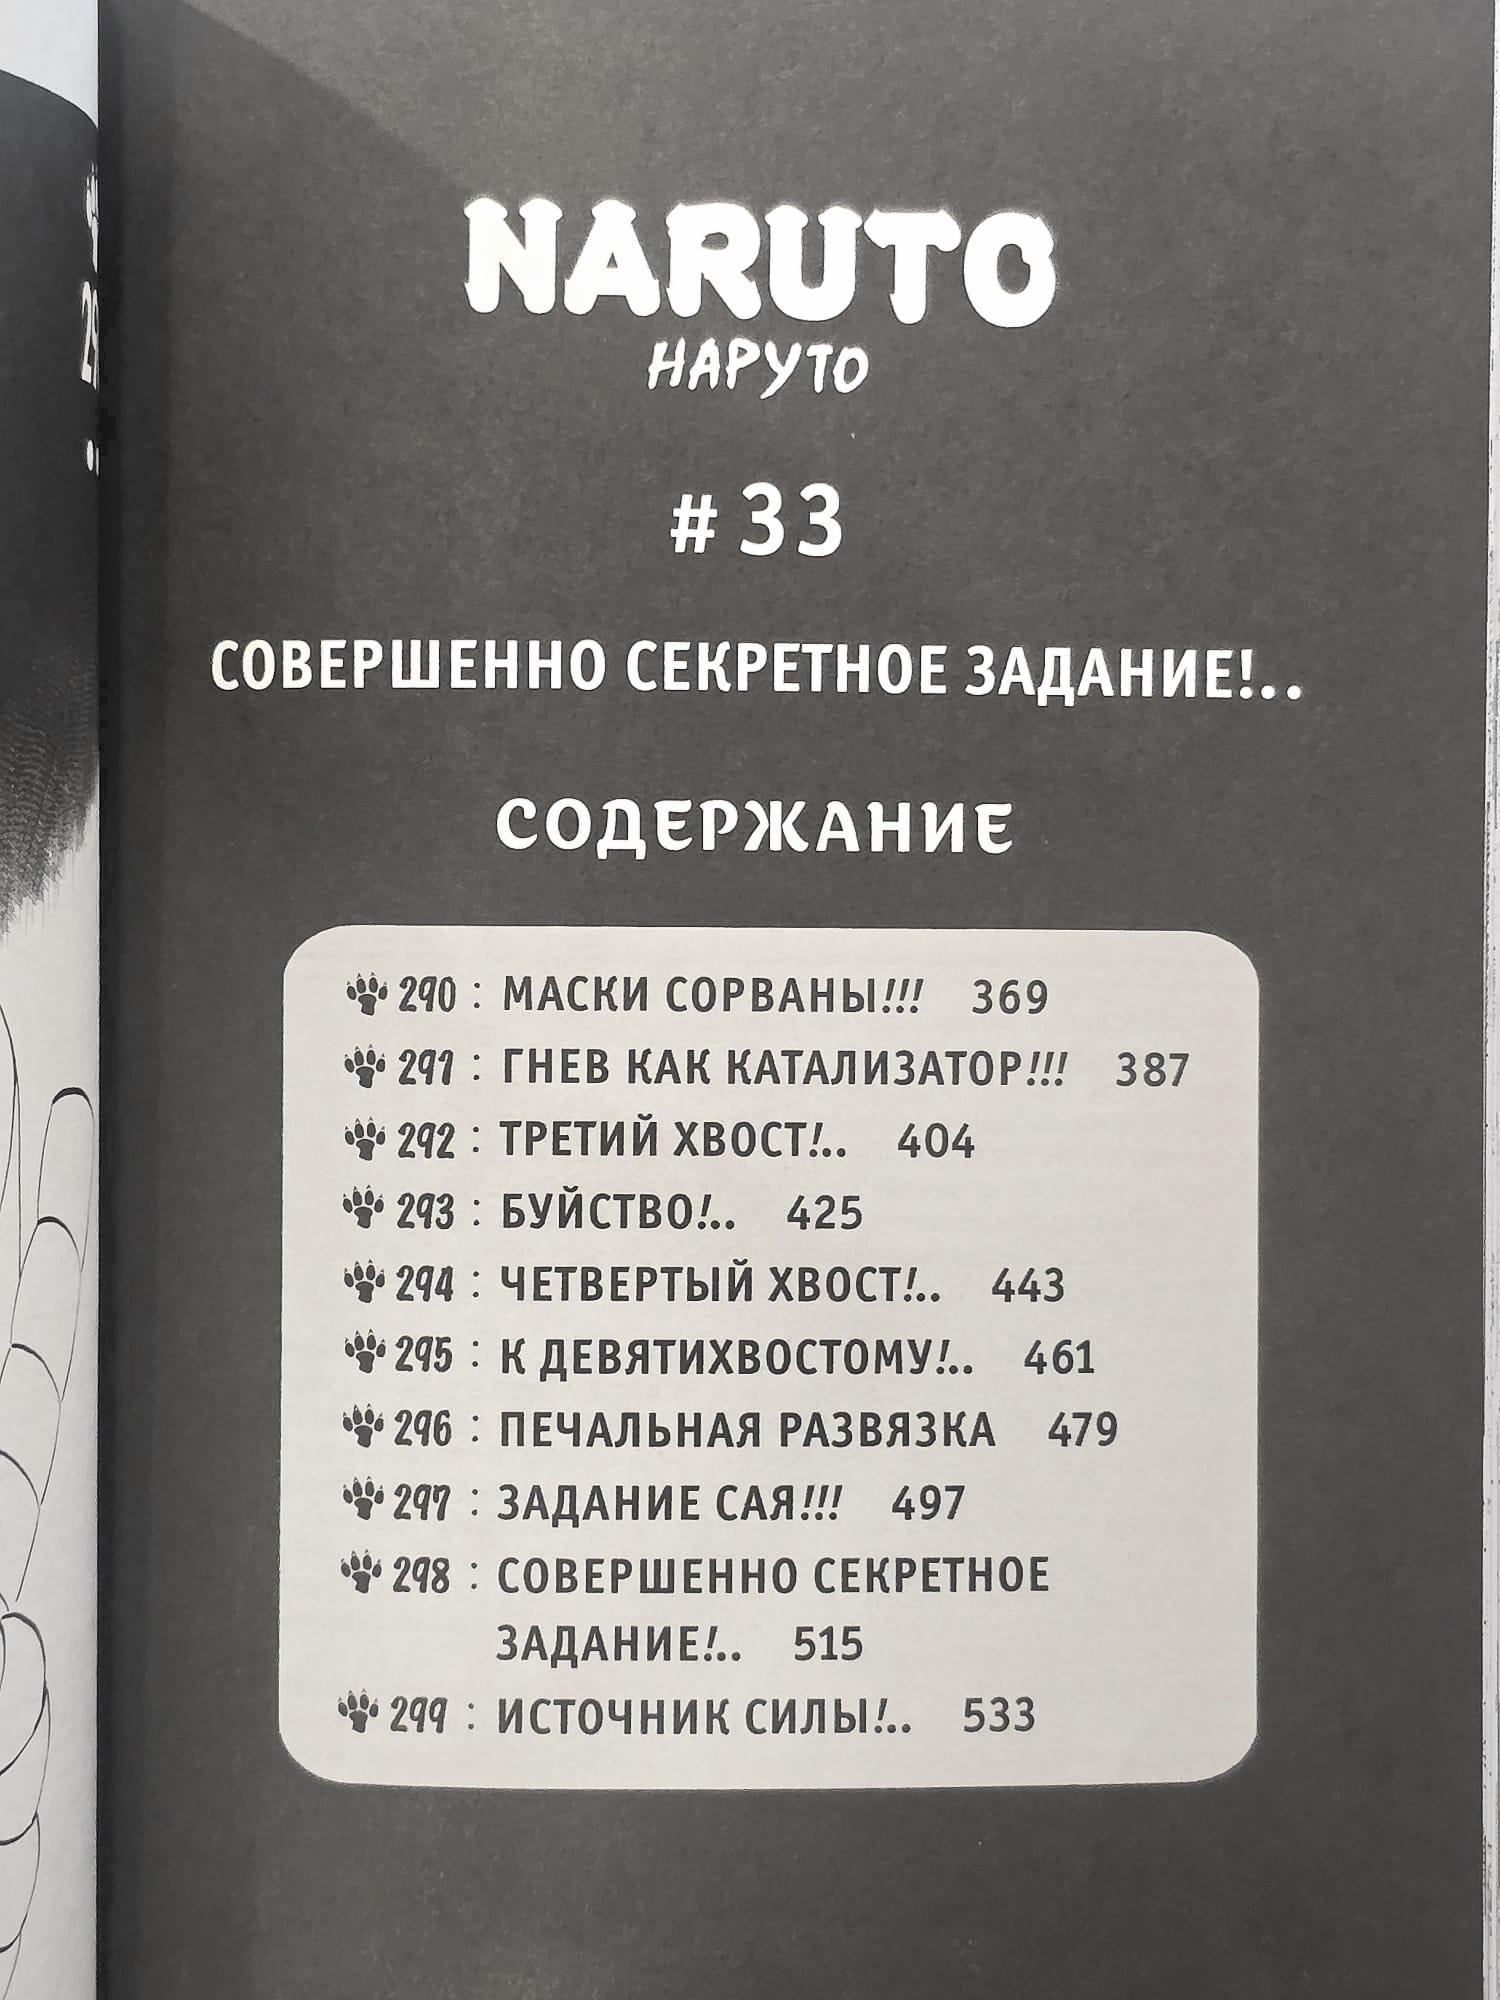 NARUTO
НАРУТО
# 33
СОВЕРШЕННО СЕКРЕТНОЕ ЗАДАНИЕ!..
СОДЕРЖАНИЕ
290 : МАСКИ СОРВАНЫ!!! 369
291 : ГНЕВ КАК КАТАЛИЗАТОР!!! 387
292 : ТРЕТИЙ ХВОСТ!.. 404
293 : БУЙСТВО!.. 425
294 : ЧЕТВЕРТЫЙ ХВОСТ!.. 443
295 : К ДЕВЯТИХВОСТОМУ!.. 461
296 : ПЕЧАЛЬНАЯ РАЗВЯЗКА 479
297 : ЗАДАНИЕ САЯ!!! 497
298 : СОВЕРШЕННО СЕКРЕТНОЕ
ЗАДАНИЕ!.. 515
299 : ИСТОЧНИК СИЛЫ!.. 533